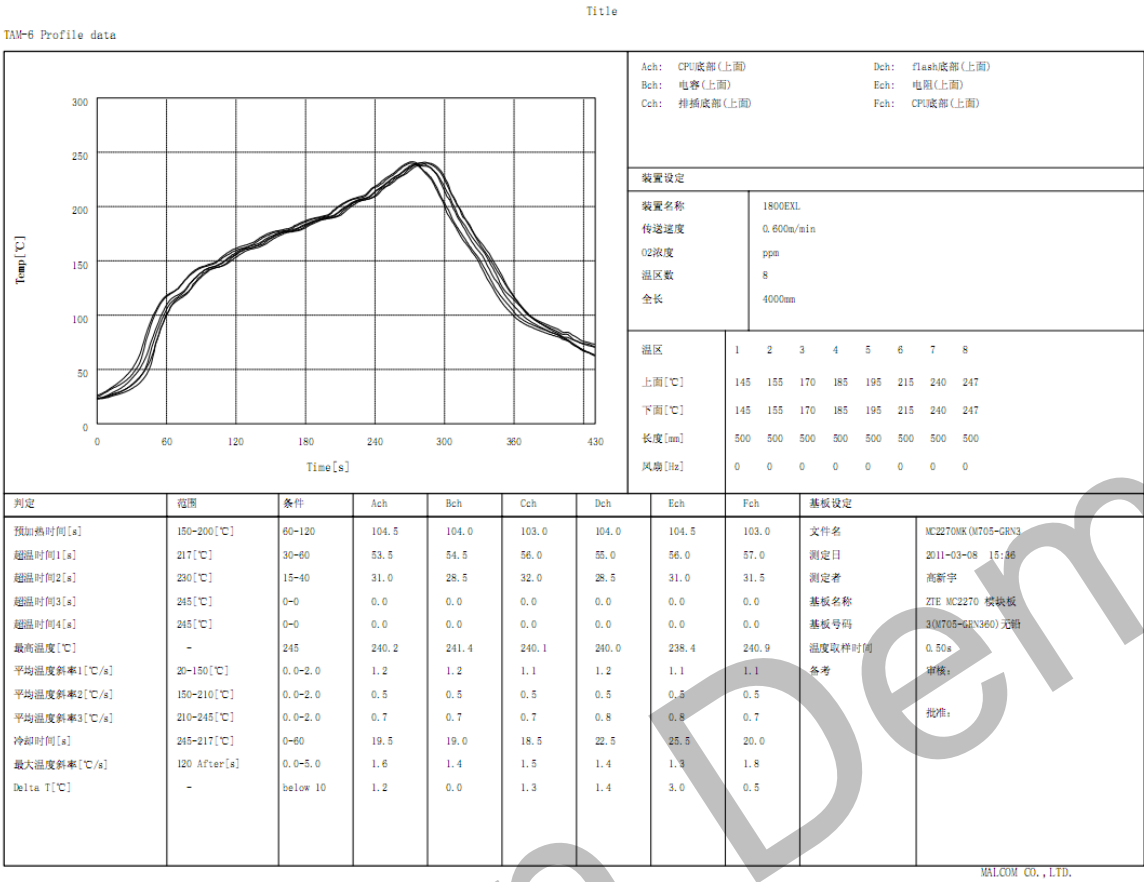 Title
TAM-6 Profile data
Ach: CPU底部(上面) Dch: flash底部(上面)
Bch: 电容(上面) Ech: 电阻(上面)
Cch: 排插底部(上面) Fch: CPU底部(上面)
300
250
200
150
100
50
0
Temp[℃]
0 60 120 180 240 300 360 430
Time[s]
装置设定
装置名称 1800EXL
传送速度 0.600m/min
O2浓度 ppm
温区数 8
全长 4000mm
温区 1 2 3 4 5 6 7 8
上面[℃] 145 155 170 185 195 215 240 247
下面[℃] 145 155 170 185 195 215 240 247
长度[mm] 500 500 500 500 500 500 500 500
风扇[Hz] 0 0 0 0 0 0 0 0
判定 范围 条件 Ach Bch Cch Dch Ech Fch 基板设定
预加热时间[s] 150-200[℃] 60-120 104.5 104.0 103.0 104.0 104.5 103.0 文件名 MC2270MK(M705-GRN3
超温时间1[s] 217[℃] 30-60 53.5 54.5 56.0 55.0 56.0 57.0 测定日 2011-03-08 15:36
超温时间2[s] 230[℃] 15-40 31.0 28.5 32.0 28.5 31.0 31.5 测定者 高新宇
超温时间3[s] 245[℃] 0-0 0.0 0.0 0.0 0.0 0.0 0.0 基板名称 ZTE MC2270 模块板
超温时间4[s] 245[℃] 0-0 0.0 0.0 0.0 0.0 0.0 0.0 基板号码 3(M705-GRN360)无铅
最高温度[℃] - 245 240.2 241.4 240.1 240.0 238.4 240.9 温度取样时间 0.50s
平均温度斜率1[℃/s] 20-150[℃] 0.0-2.0 1.2 1.2 1.1 1.2 1.1 1.1 备考 审核:
平均温度斜率2[℃/s] 150-210[℃] 0.0-2.0 0.5 0.5 0.5 0.5 0.5 0.5
批准:
平均温度斜率3[℃/s] 210-245[℃] 0.0-2.0 0.7 0.7 0.7 0.8 0.8 0.7
冷却时间[s] 245-217[℃] 0-60 19.5 19.0 18.5 22.5 25.5 20.0
最大温度斜率[℃/s] 120 After[s] 0.0-5.0 1.6 1.4 1.5 1.4 1.3 1.8
Delta T[℃] - below 10 1.2 0.0 1.3 1.4 3.0 0.5
MALCOM CO.,LTD.
Dem